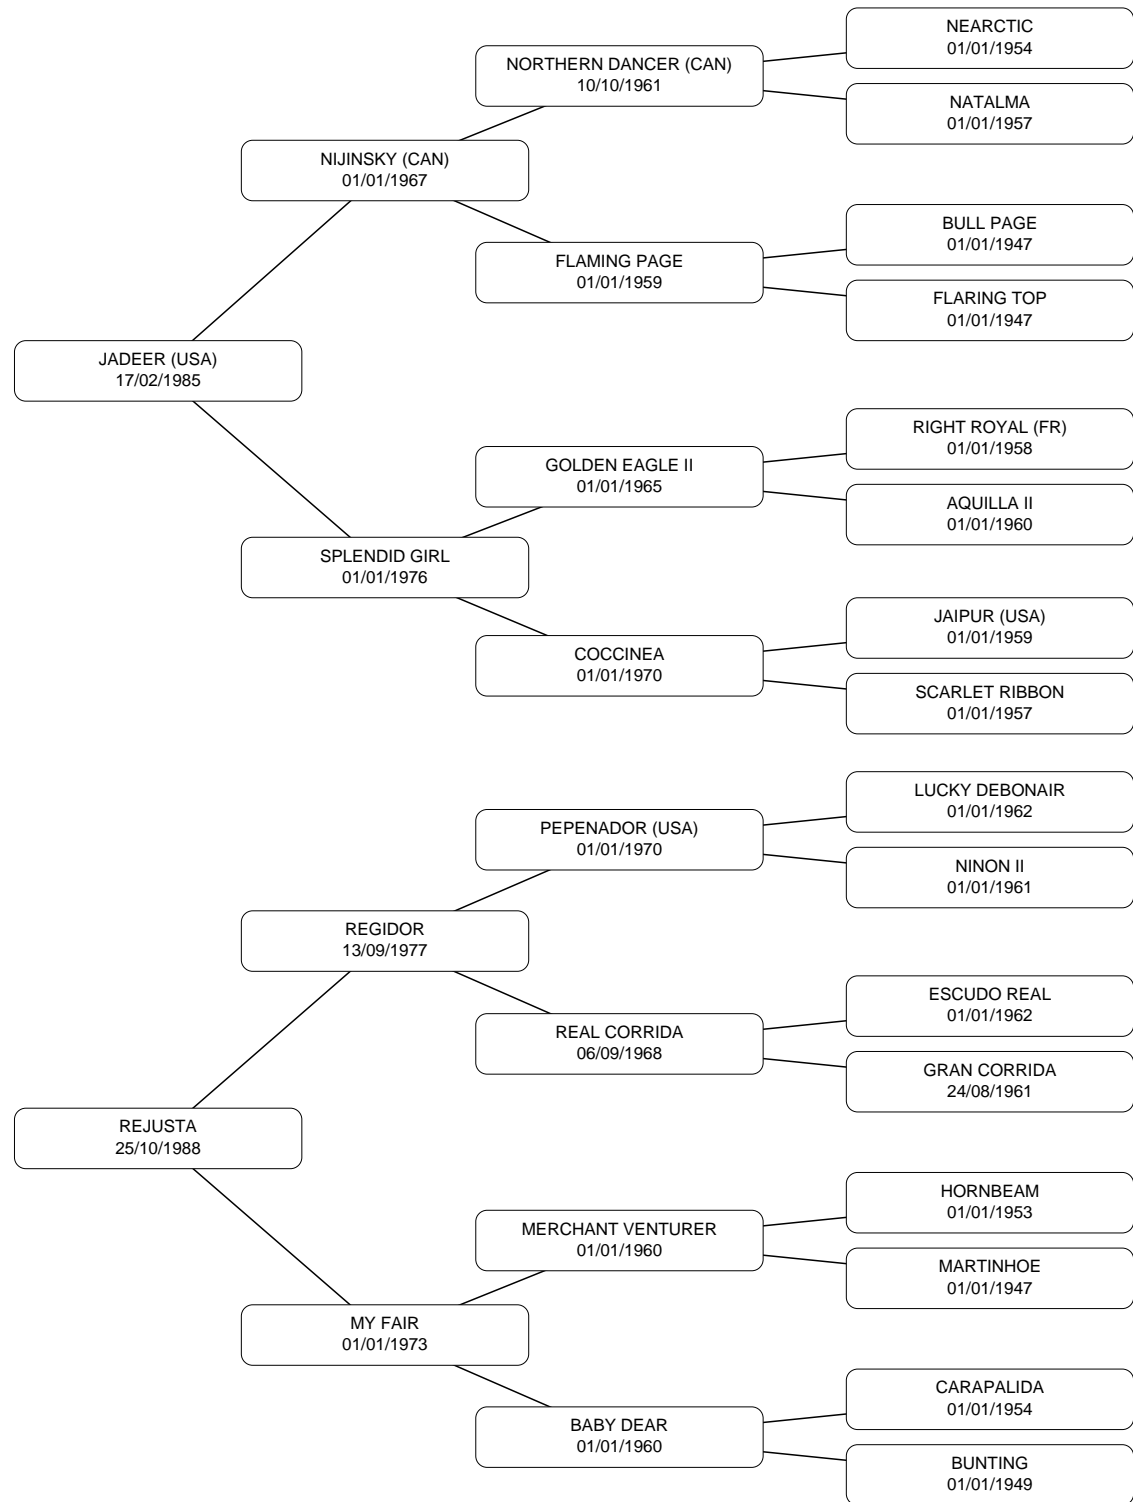 NEARCTIC
01/01/1954
NORTHERN DANCER (CAN)
10/10/1961
NATALMA
01/01/1957
NIJINSKY (CAN)
01/01/1967
BULL PAGE
01/01/1947
FLAMING PAGE
01/01/1959
FLARING TOP
01/01/1947
JADEER (USA)
17/02/1985
RIGHT ROYAL (FR)
01/01/1958
GOLDEN EAGLE II
01/01/1965
AQUILLA II
01/01/1960
SPLENDID GIRL
01/01/1976
JAIPUR (USA)
01/01/1959
COCCINEA
01/01/1970
SCARLET RIBBON
01/01/1957
LUCKY DEBONAIR
01/01/1962
PEPENADOR (USA)
01/01/1970
NINON II
01/01/1961
REGIDOR
13/09/1977
ESCUDO REAL
01/01/1962
REAL CORRIDA
06/09/1968
GRAN CORRIDA
24/08/1961
REJUSTA
25/10/1988
HORNBEAM
01/01/1953
MERCHANT VENTURER
01/01/1960
MARTINHOE
01/01/1947
MY FAIR
01/01/1973
CARAPALIDA
01/01/1954
BABY DEAR
01/01/1960
BUNTING
01/01/1949